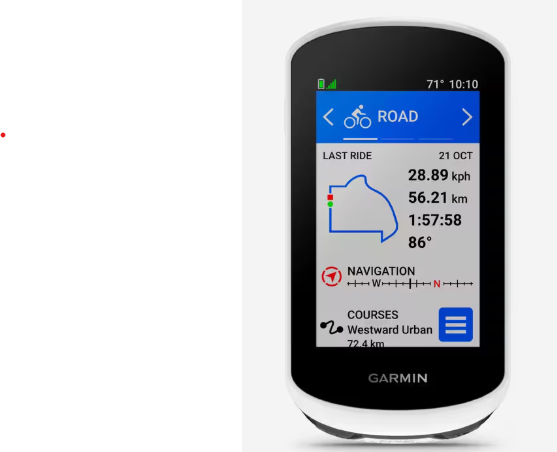 71° 10:10
ROAD
LAST RIDE 21 OCT
28.89 kph
56.21 km
1:57:58
86°
NAVIGATION
W N
COURSES
Westward Urban
72.4 km
GARMIN